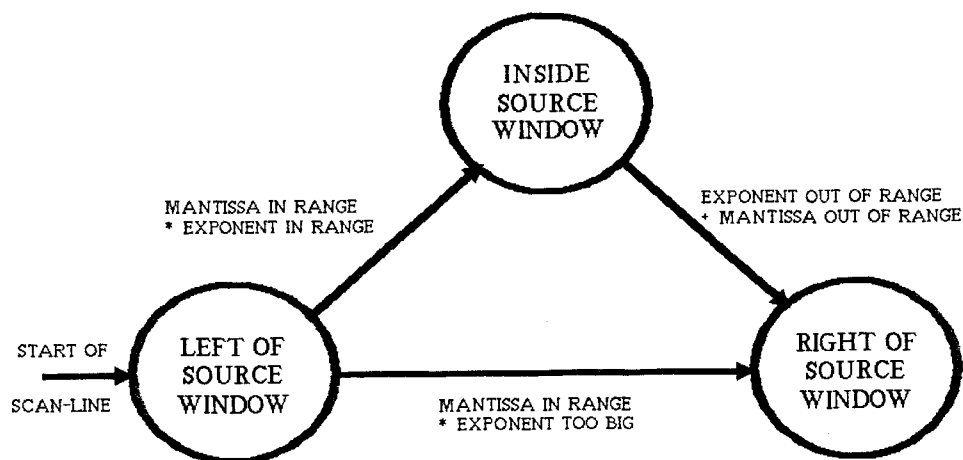 INSIDE
SOURCE
WINDOW
MANTISSA IN RANGE
* EXPONENT IN RANGE
EXPONENT OUT OF RANGE
+ MANTISSA OUT OF RANGE
START OF
SCAN-LINE
LEFT OF
SOURCE
WINDOW
MANTISSA IN RANGE
* EXPONENT TOO BIG
RIGHT OF
SOURCE
WINDOW